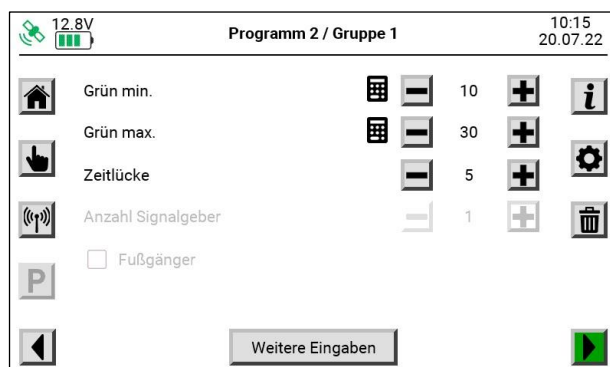 12.8V
Programm 2 / Gruppe 1
10:15
20.07.22
Grün min.
10
Grün max.
30
Zeitlücke
5
Anzahl Signalgeber
1
Fußgänger
P
i
Weitere Eingaben